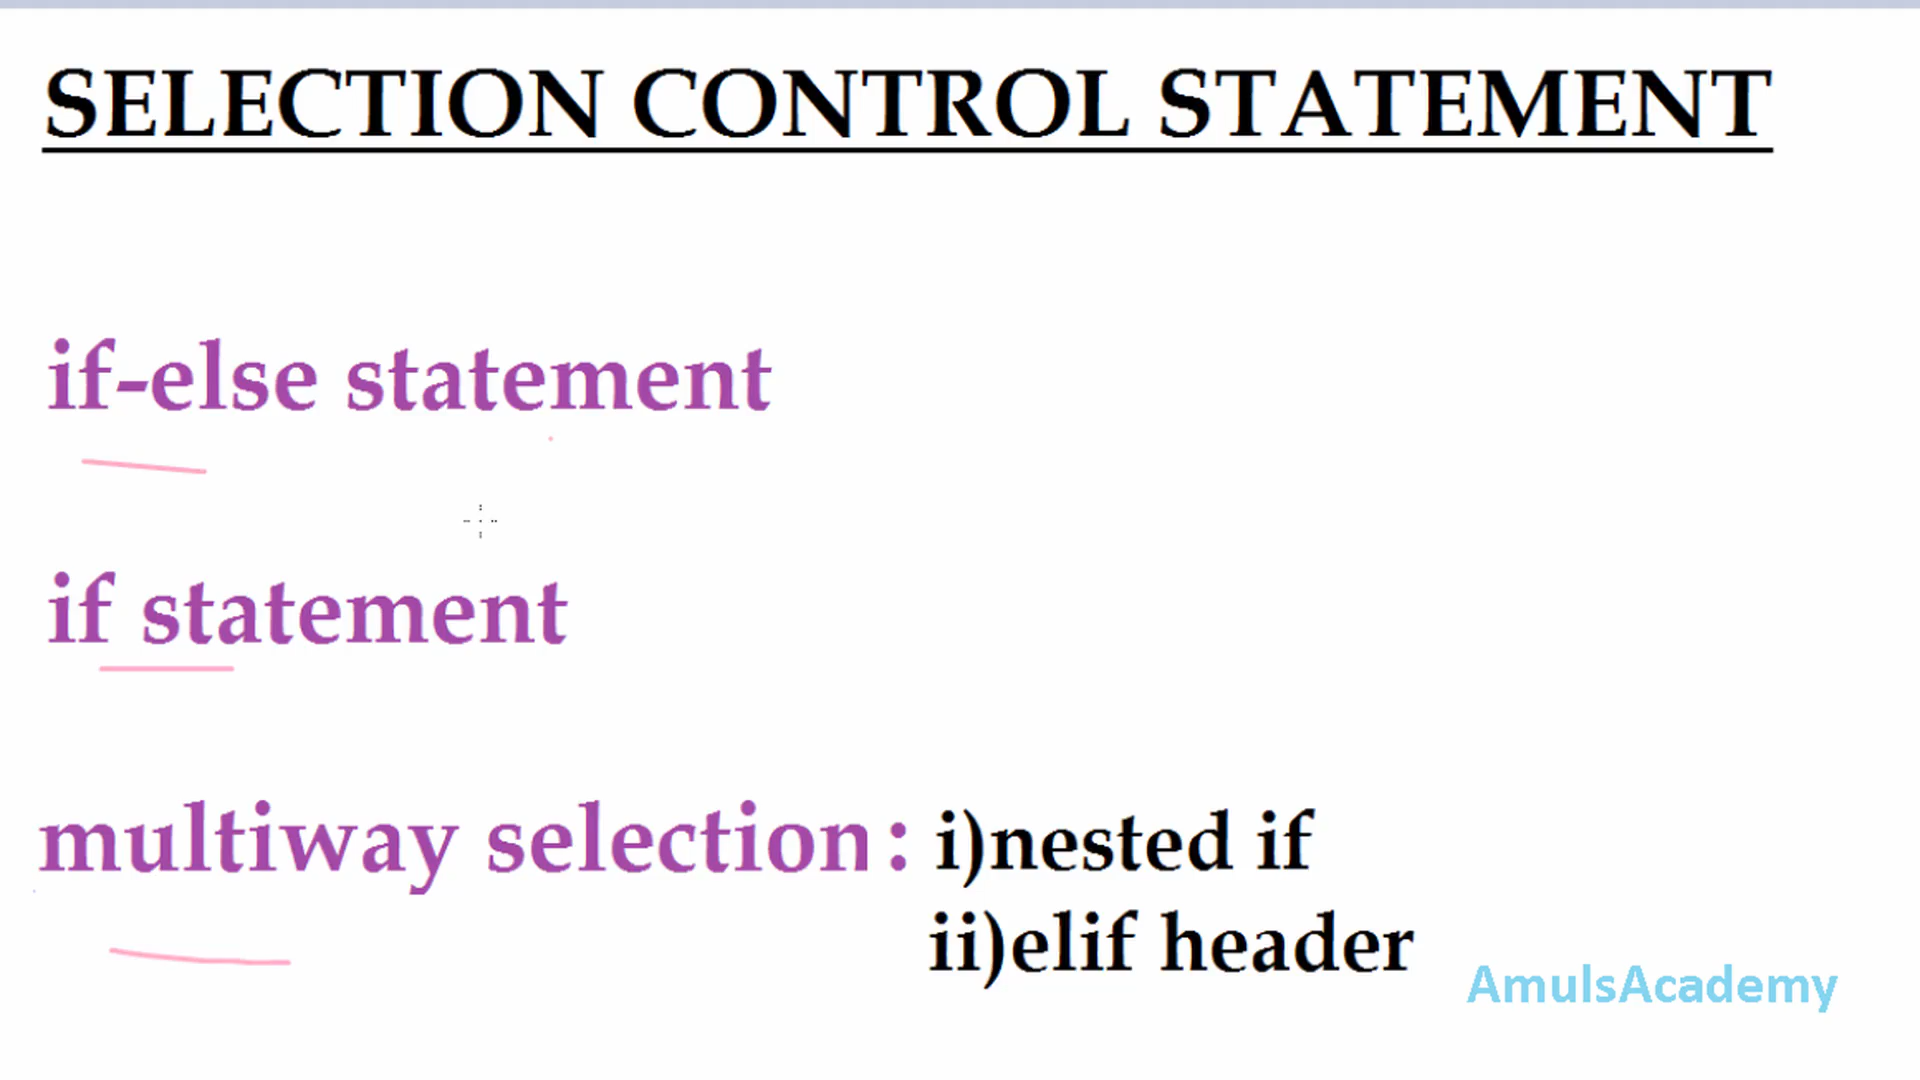 SELECTION CONTROL STATEMENT
if-else statement
if statement
multiway selection: i)nested if
ii)elif header
AmulsAcademy